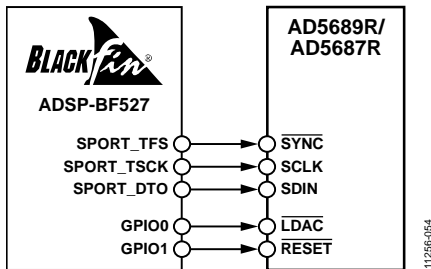 BLACKfin®
ADSP-BF527
SPORT_TFS
SPORT_TSCK
SPORT_DTO
GPIO0
GPIO1
AD5689R/
AD5687R
SYNC
SCLK
SDIN
LDAC
RESET
11256-054